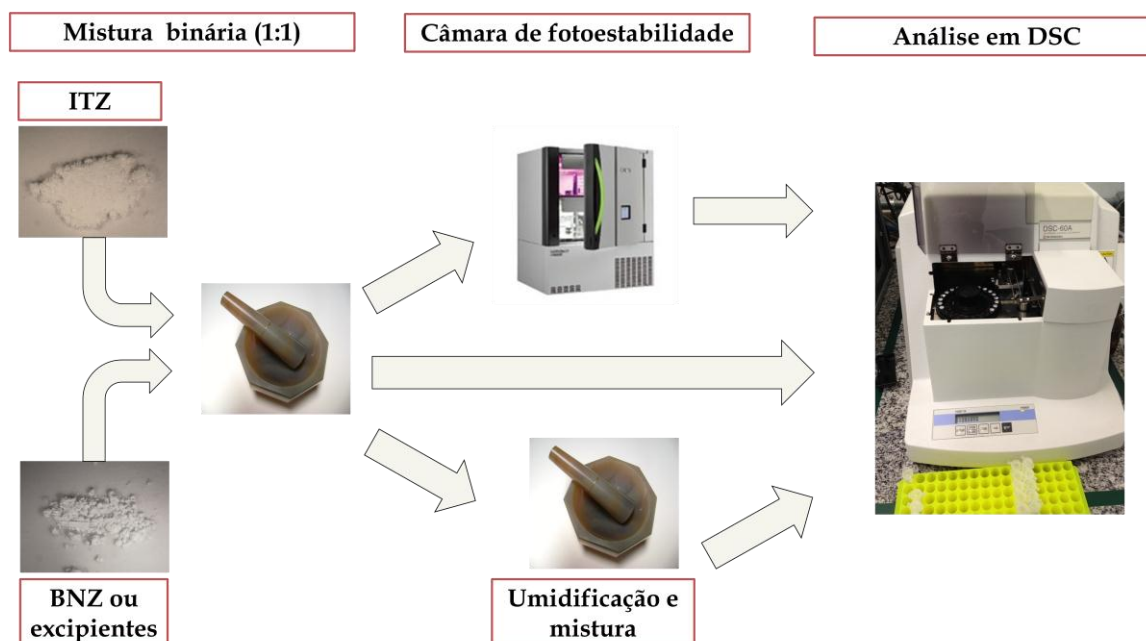 Mistura binária (1:1)
Câmara de fotoestabilidade
Análise em DSC
ITZ
DSC-60A
BNZ ou
excipientes
Umidificação e
mistura